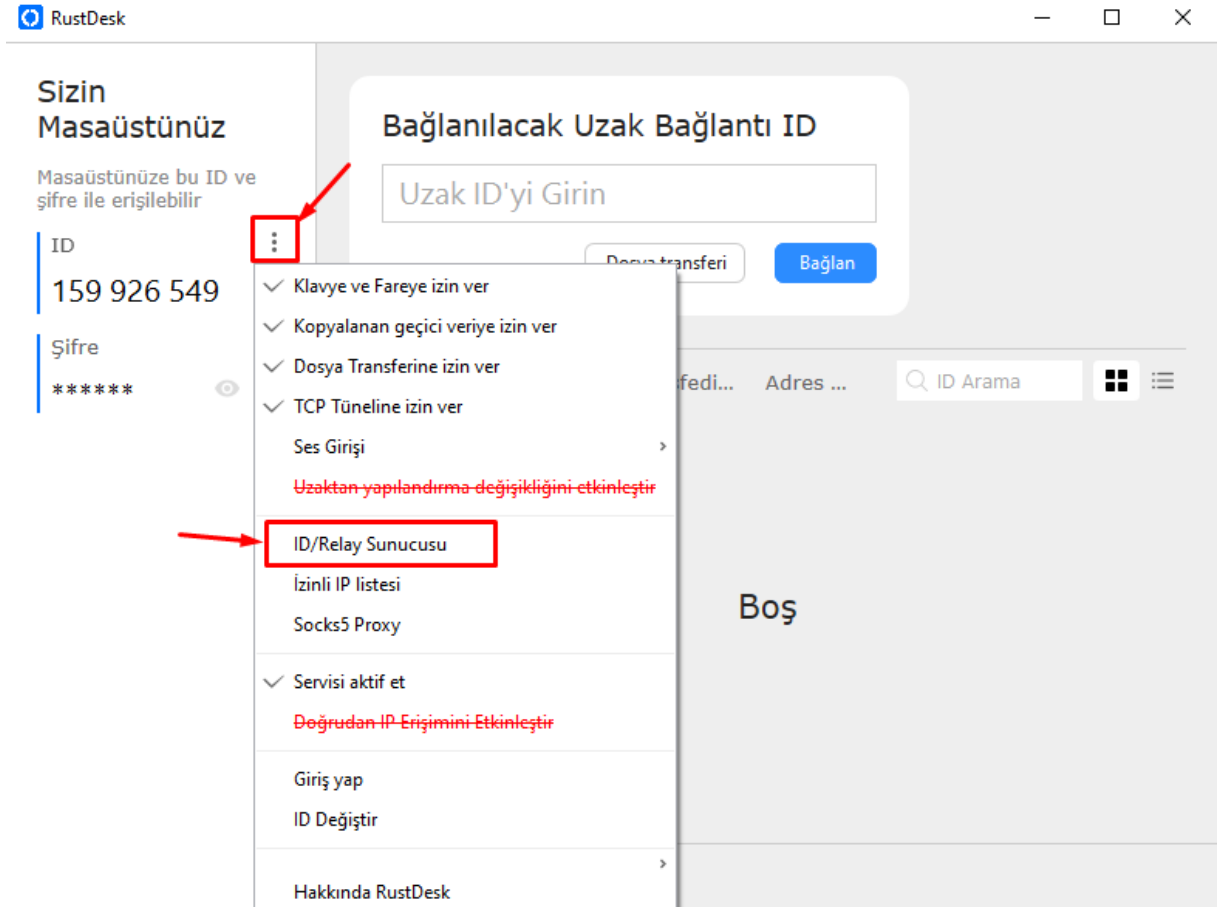 RustDesk
Sizin
Masaüstünüz
Masaüstünüze bu ID ve
şifre ile erişilebilir
ID
159 926 549
Şifre
******
Bağlanılacak Uzak Bağlantı ID
Uzak ID'yi Girin
Dosya transferi
Bağlan
Adres ...
ID Arama
Boş
Klavye ve Fareye izin ver
Kopyalanan geçici veriye izin ver
Dosya Transferine izin ver
TCP Tüneline izin ver
Ses Girişi
Uzaktan yapılandırma değişikliğini etkinleştir
ID/Relay Sunucusu
İzinli IP listesi
Socks5 Proxy
Servisi aktif et
Doğrudan IP Erişimini Etkinleştir
Giriş yap
ID Değiştir
Hakkında RustDesk